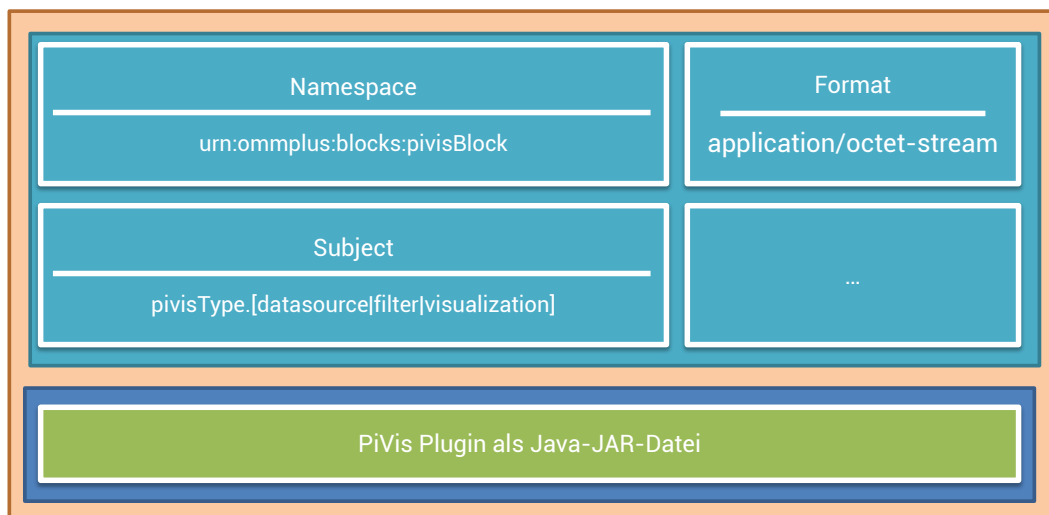 Namespace
urn:ommplus:blocks:pivisBlock
Format
application/octet-stream
Subject
pivisType.[datasource|filter|visualization]
...
PiVis Plugin als Java-JAR-Datei